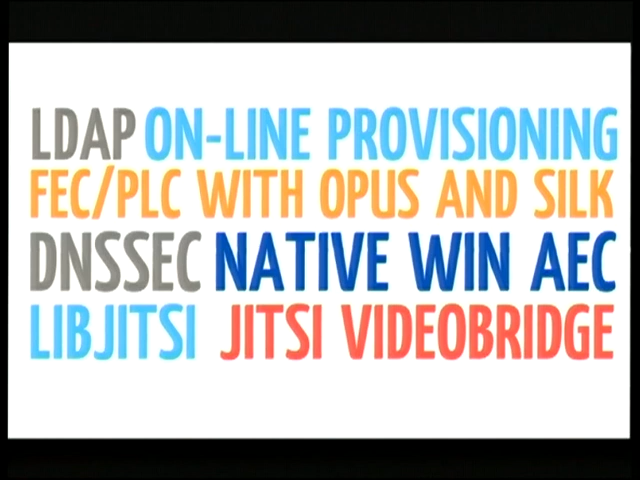 LDAP ON-LINE PROVISIONING
FEC/PLC WITH OPUS AND SILK
DNSSEC NATIVE WIN AEC
LIBJITSI JITSI VIDEOBRIDGE